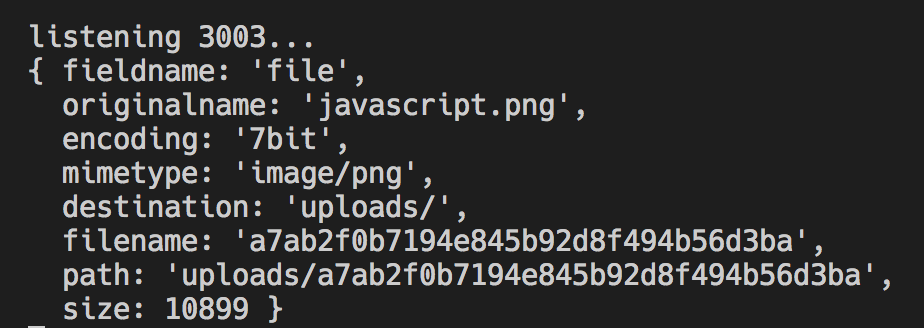 listening 3003...
{ fieldname: 'file',
  originalname: 'javascript.png',
  encoding: '7bit',
  mimetype: 'image/png',
  destination: 'uploads/',
  filename: 'a7ab2f0b7194e845b92d8f494b56d3ba',
  path: 'uploads/a7ab2f0b7194e845b92d8f494b56d3ba',
  size: 10899 }